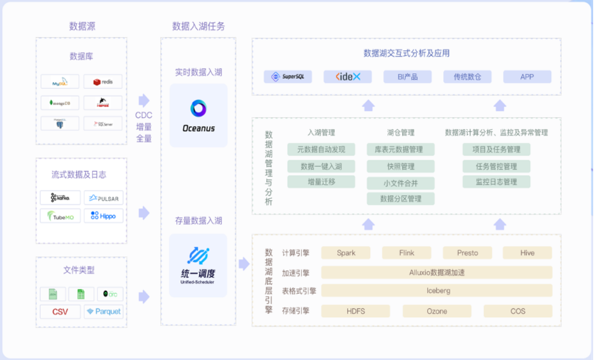 数据源
数据库
MySQL
redis
mongoDB
CDC
增量
全量
流式数据及日志
kafka
PULSAR
TubeMQ
Hippo
文件类型
CSV
Parquet
数据入湖任务
实时数据入湖
Oceanus
存量数据入湖
统一调度
Unified-Scheduler
数据湖交互式分析及应用
SuperSQL
ideX
BI产品
传统数仓
APP
数据湖管理与分析
入湖管理
元数据自动发现
数据一键入湖
增量迁移
湖仓管理
库表元数据管理
快照管理
小文件合并
数据分区管理
数据计算分析、监控及异常管理
项目及任务管理
任务管控管理
监控日志管理
数据湖底层引擎
计算引擎
Spark
Flink
Presto
Hive
加速引擎
Alluxio数据湖加速
表格式引擎
Iceberg
存储引擎
HDFS
Ozone
COS